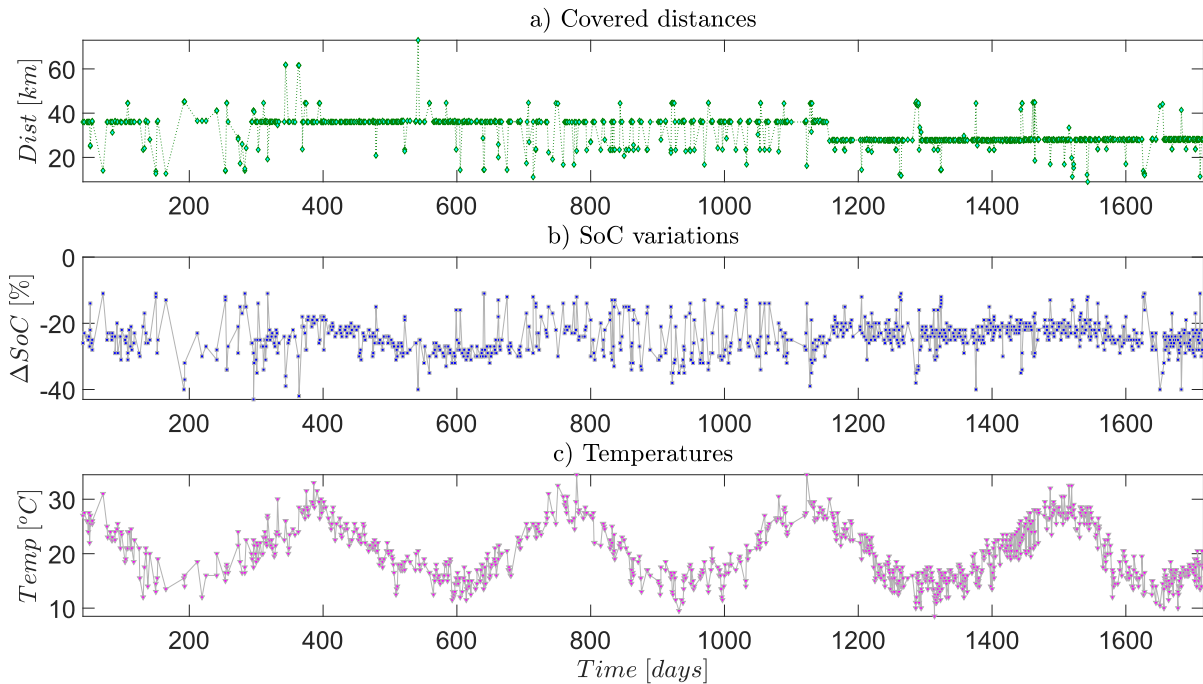 a) Covered distances
Dist [km]
60
40
20
200 400 600 800 1000 1200 1400 1600
b) SoC variations
ΔSoC [%]
0
-20
-40
200 400 600 800 1000 1200 1400 1600
c) Temperatures
Temp [°C]
30
20
10
200 400 600 800 1000 1200 1400 1600
Time [days]